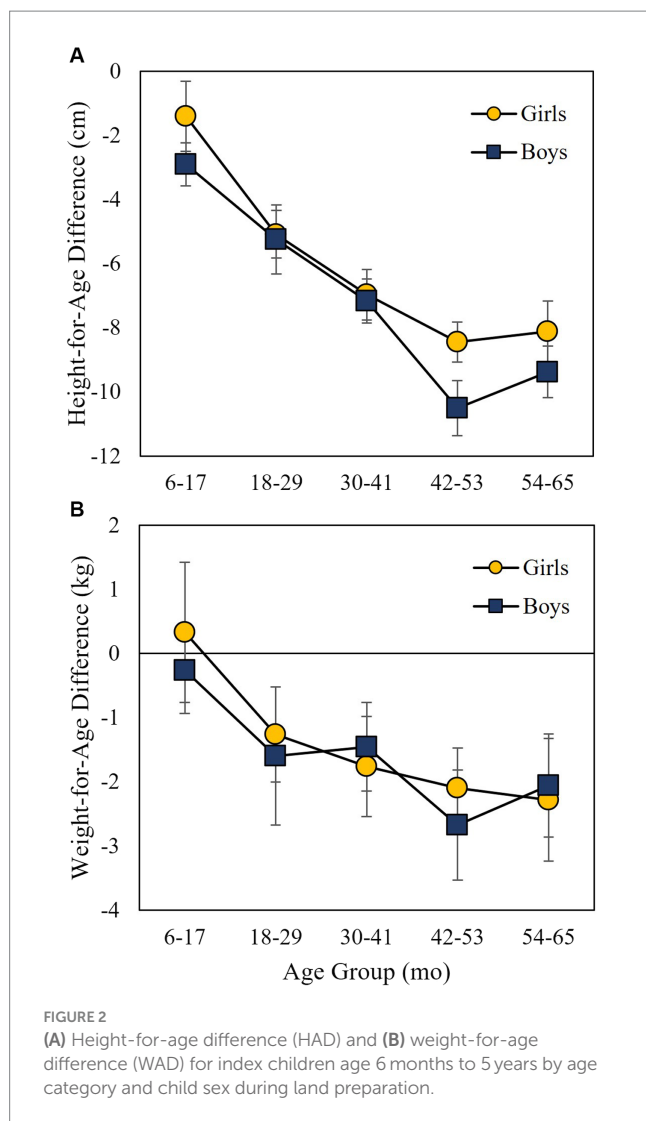 A
Height-for-Age Difference (cm)
0
-2
-4
-6
-8
-10
-12
Girls
Boys
6-17 18-29 30-41 42-53 54-65
B
Weight-for-Age Difference (kg)
2
1
0
-1
-2
-3
-4
Girls
Boys
6-17 18-29 30-41 42-53 54-65
Age Group (mo)
FIGURE 2
(A) Height-for-age difference (HAD) and (B) weight-for-age
difference (WAD) for index children age 6 months to 5 years by age
category and child sex during land preparation.